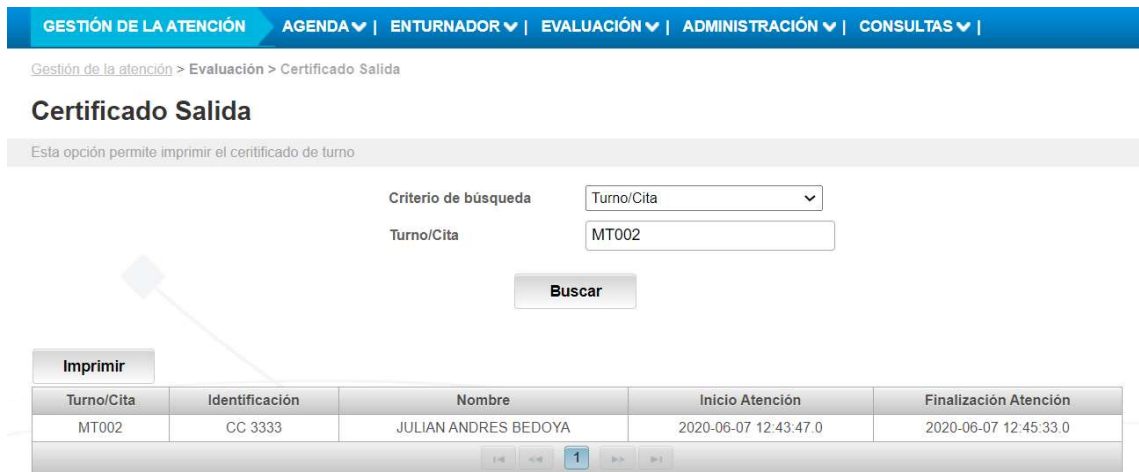 GESTIÓN DE LA ATENCIÓN AGENDA | ENTURNADOR | EVALUACIÓN | ADMINISTRACIÓN | CONSULTAS |
Gestión de la atención > Evaluación > Certificado Salida
Certificado Salida
Esta opción permite imprimir el ceritificado de turno
Criterio de búsqueda Turno/Cita
Turno/Cita MT002
Buscar
Imprimir
Turno/Cita Identificación Nombre Inicio Atención Finalización Atención
MT002 CC 3333 JULIAN ANDRES BEDOYA 2020-06-07 12:43:47.0 2020-06-07 12:45:33.0
1